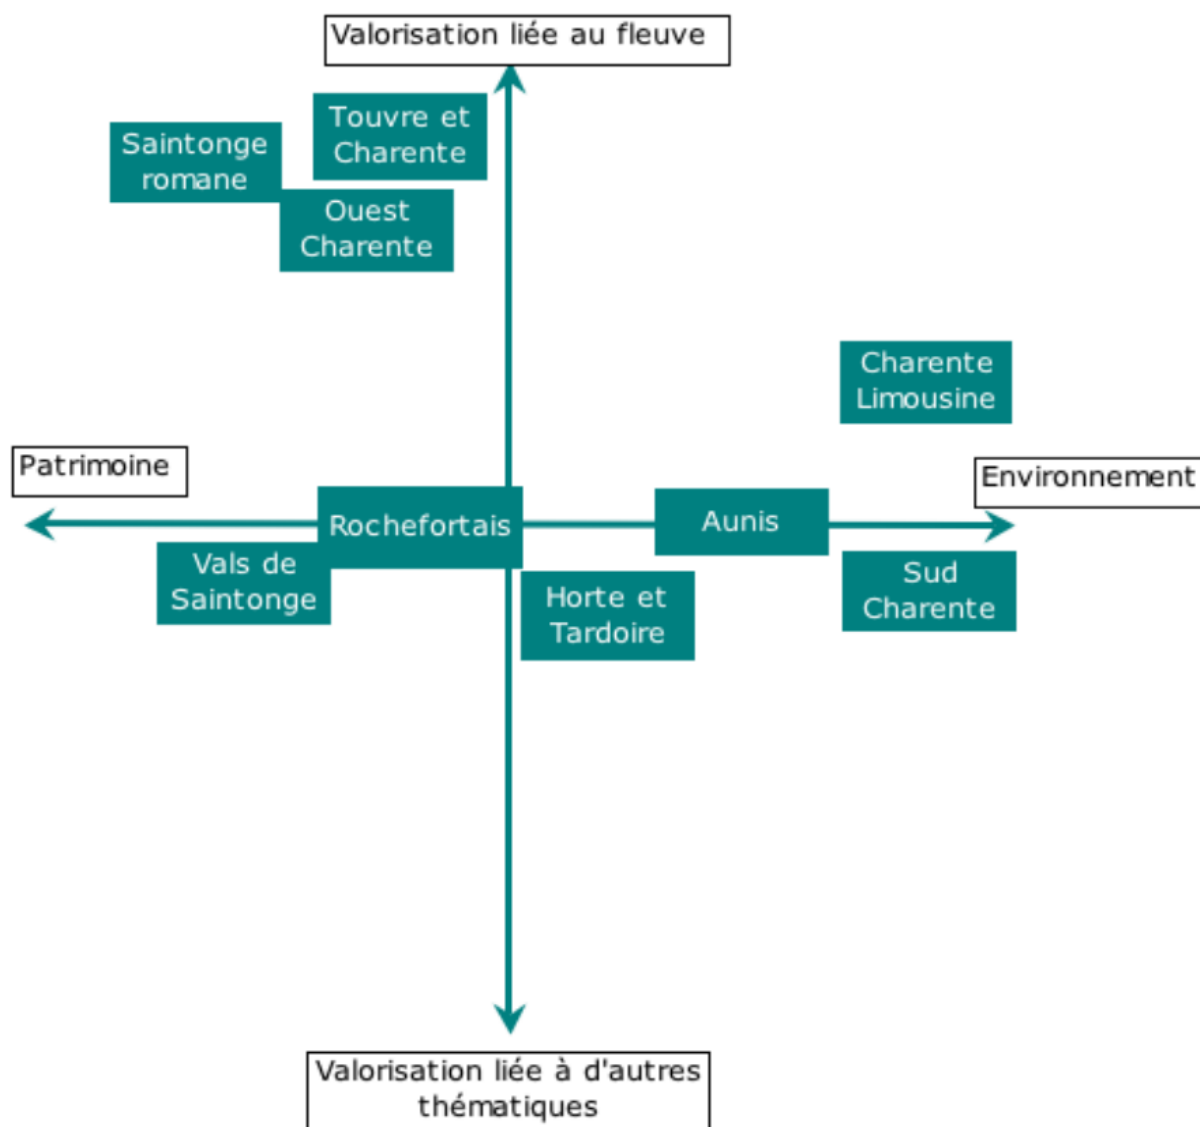 Valorisation liée au fleuve
Touvre et
Charente
Saintonge
romane
Ouest
Charente
Charente
Limousine
Patrimoine
Environnement
Rochefortais
Aunis
Vals de
Saintonge
Sud
Charente
Horte et
Tardoire
Valorisation liée à d'autres
thématiques